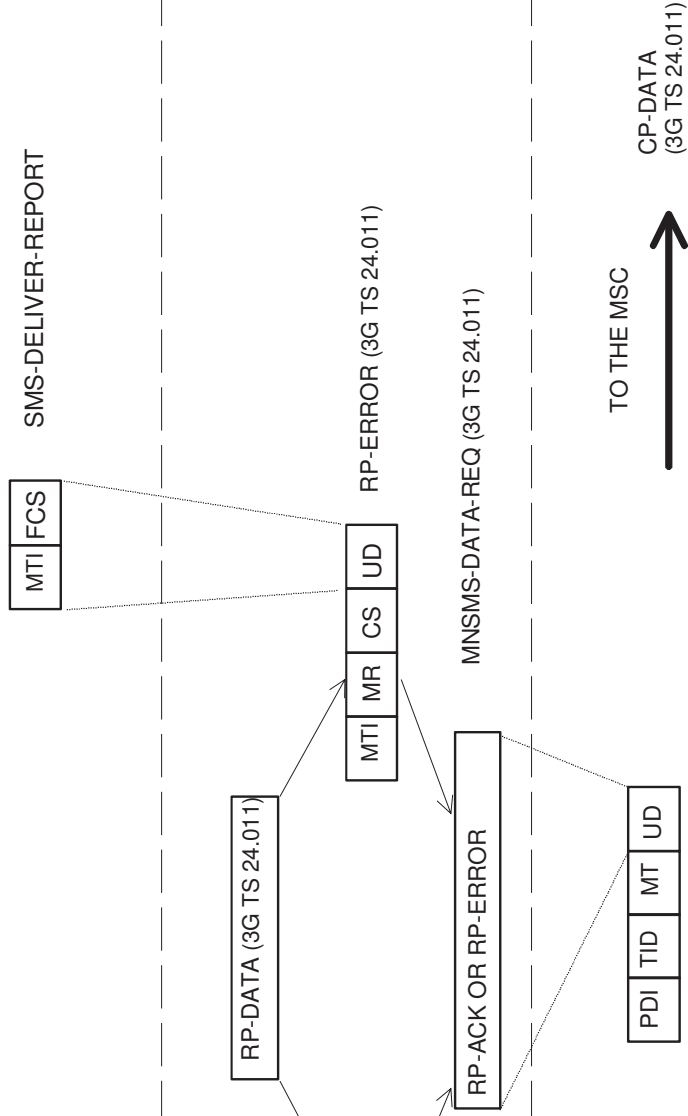 SMS-DELIVER-REPORT
MTI FCS
RP-DATA (3G TS 24.011)
RP-ERROR (3G TS 24.011)
MTI MR CS UD
MNSMS-DATA-REQ (3G TS 24.011)
RP-ACK OR RP-ERROR
PDI TID MT UD
TO THE MSC
CP-DATA
(3G TS 24.011)